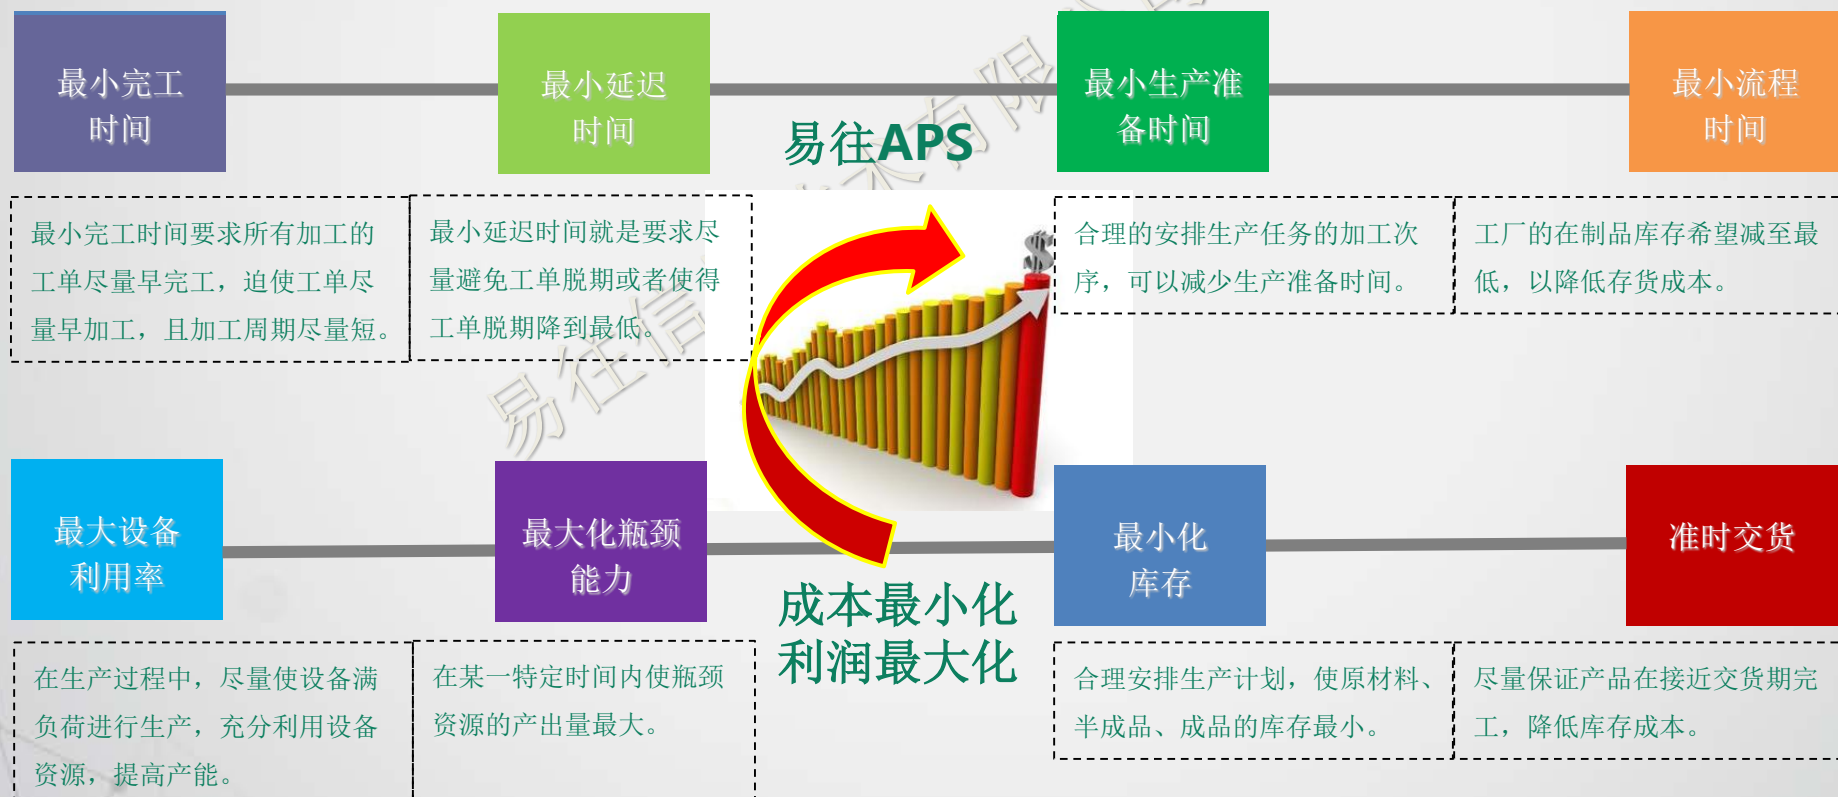 最小完工
时间
最小延迟
时间
最小生产准
备时间
最小流程
时间
易往APS
最小完工时间要求所有加工的
工单尽量早完工，迫使工单尽
量早加工，且加工周期尽量短。
最小延迟时间就是要求尽
量避免工单脱期或者使得
工单脱期降到最低。
合理的安排生产任务的加工次
序，可以减少生产准备时间。
工厂的在制品库存希望减至最
低，以降低存货成本。
$
易往信
术有限
最大设备
利用率
最大化瓶颈
能力
最小化
库存
准时交货
成本最小化
利润最大化
在生产过程中，尽量使设备满
负荷进行生产，充分利用设备
资源，提高产能。
在某一特定时间内使瓶颈
资源的产出量最大。
合理安排生产计划，使原材料、
半成品、成品的库存最小。
尽量保证产品在接近交货期完
工，降低库存成本。